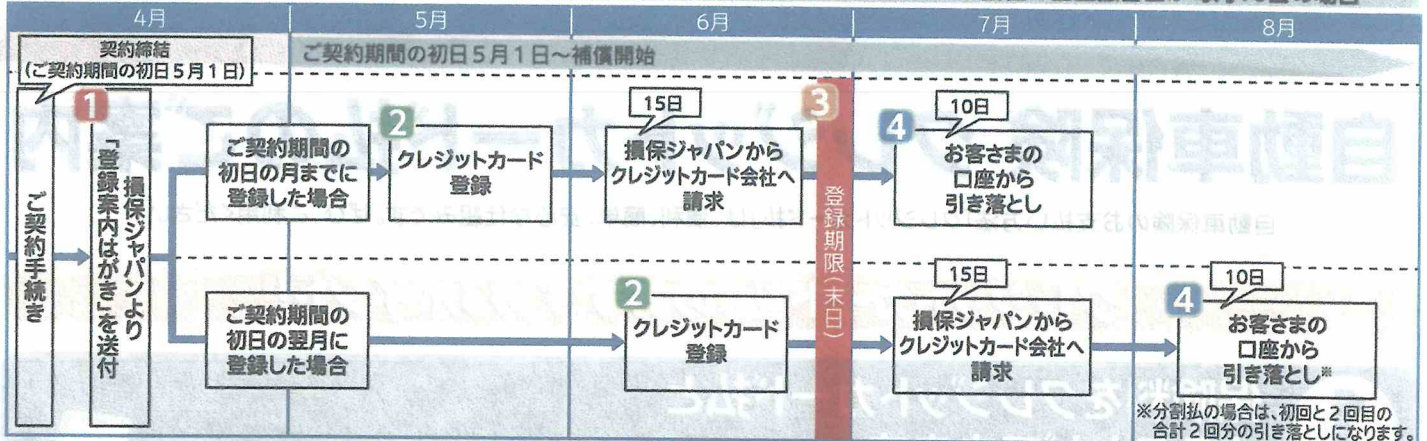 4月
5月
6月
7月
8月
契約締結
(ご契約期間の初日5月1日)
ご契約期間の初日5月1日~補償開始
ご契約手続き
1
損保ジャパンより
「登録案内はがき」を送付
ご契約期間の
初日の月までに
登録した場合
2
クレジットカード
登録
15日
損保ジャパンから
クレジットカード会社へ
請求
3
登録期限(末日)
4
10日
お客さまの
口座から
引き落とし
ご契約期間の
初日の翌月に
登録した場合
2
クレジットカード
登録
15日
損保ジャパンから
クレジットカード会社へ
請求
4
10日
お客さまの
口座から
引き落とし※
※分割払の場合は、初回と2回目の
合計2回分の引き落としになります。